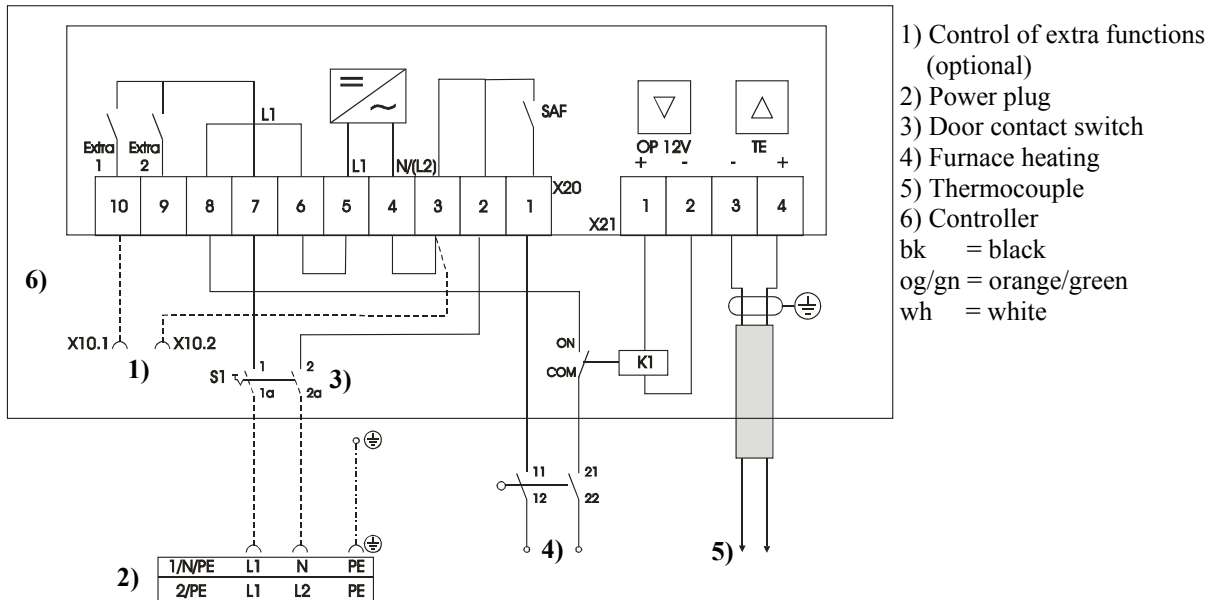 L1
SAF
Extra
1
Extra
2
L1
N/(L2)
OP 12V
TE
+ - - +
X20
10 9 8 7 6 5 4 3 2 1
X21
1 2 3 4
6)
X10.1
X10.2
1)
S1
1
2
1a
2a
3)
ON
COM
K1
11
21
12
22
4)
5)
2)
1/N/PE L1 N PE
2/PE L1 L2 PE
1) Control of extra functions
(optional)
2) Power plug
3) Door contact switch
4) Furnace heating
5) Thermocouple
6) Controller
bk = black
og/gn = orange/green
wh = white